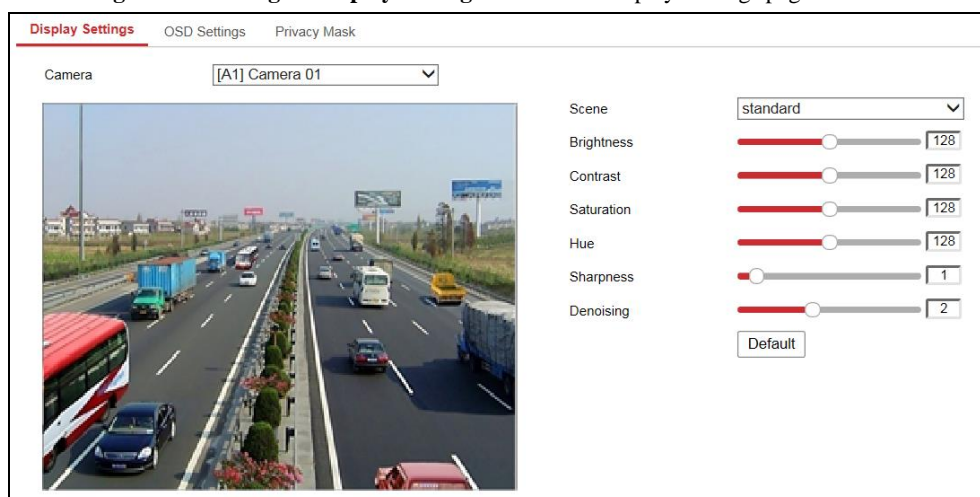 Display Settings OSD Settings Privacy Mask
Camera [A1] Camera 01
Scene standard
Brightness 128
Contrast 128
Saturation 128
Hue 128
Sharpness 1
Denoising 2
Default